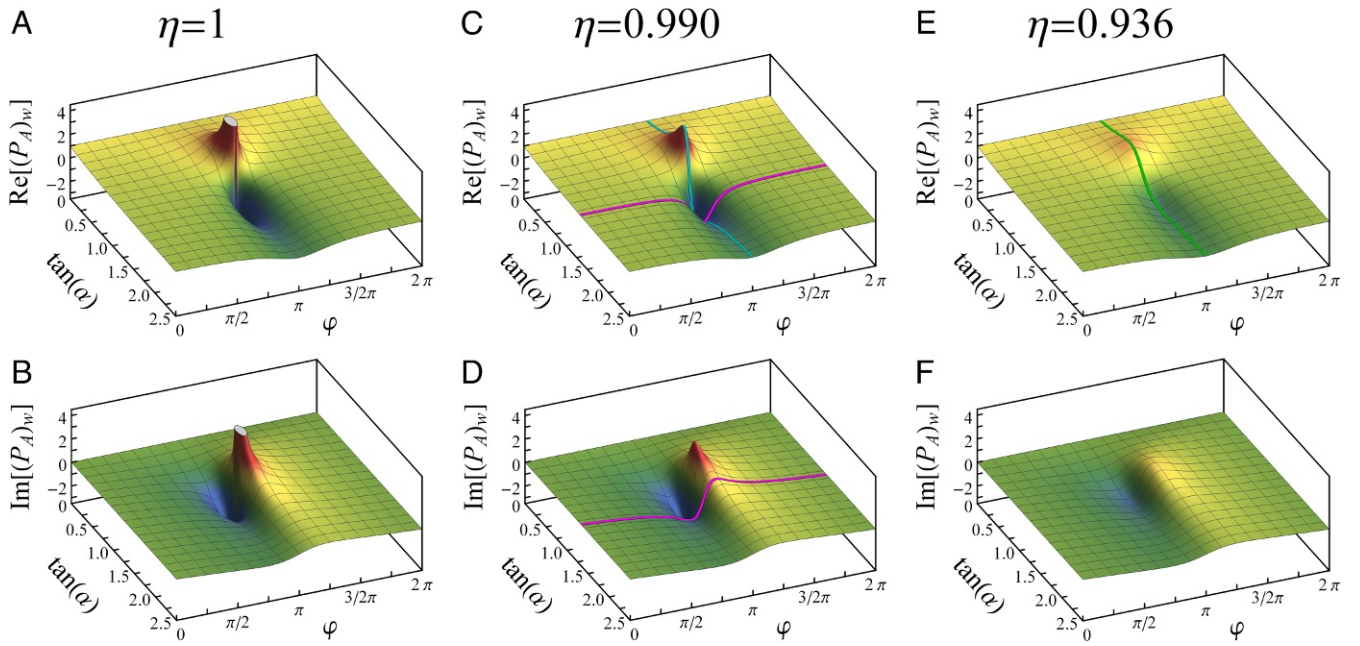 A η=1 C η=0.990 E η=0.936
Re[(P_A)_w] 4 2 0 −2 0 0.5 1.0 1.5 2.0 2.5 tan(α) 0 π/2 π 3/2π 2π φ
Re[(P_A)_w] 4 2 0 −2 0 0.5 1.0 1.5 2.0 2.5 tan(α) 0 π/2 π 3/2π 2π φ
Re[(P_A)_w] 4 2 0 −2 0 0.5 1.0 1.5 2.0 2.5 tan(α) 0 π/2 π 3/2π 2π φ
B D F
Im[(P_A)_w] 4 2 0 −2 0 0.5 1.0 1.5 2.0 2.5 tan(α) 0 π/2 π 3/2π 2π φ
Im[(P_A)_w] 4 2 0 −2 0 0.5 1.0 1.5 2.0 2.5 tan(α) 0 π/2 π 3/2π 2π φ
Im[(P_A)_w] 4 2 0 −2 0 0.5 1.0 1.5 2.0 2.5 tan(α) 0 π/2 π 3/2π 2π φ